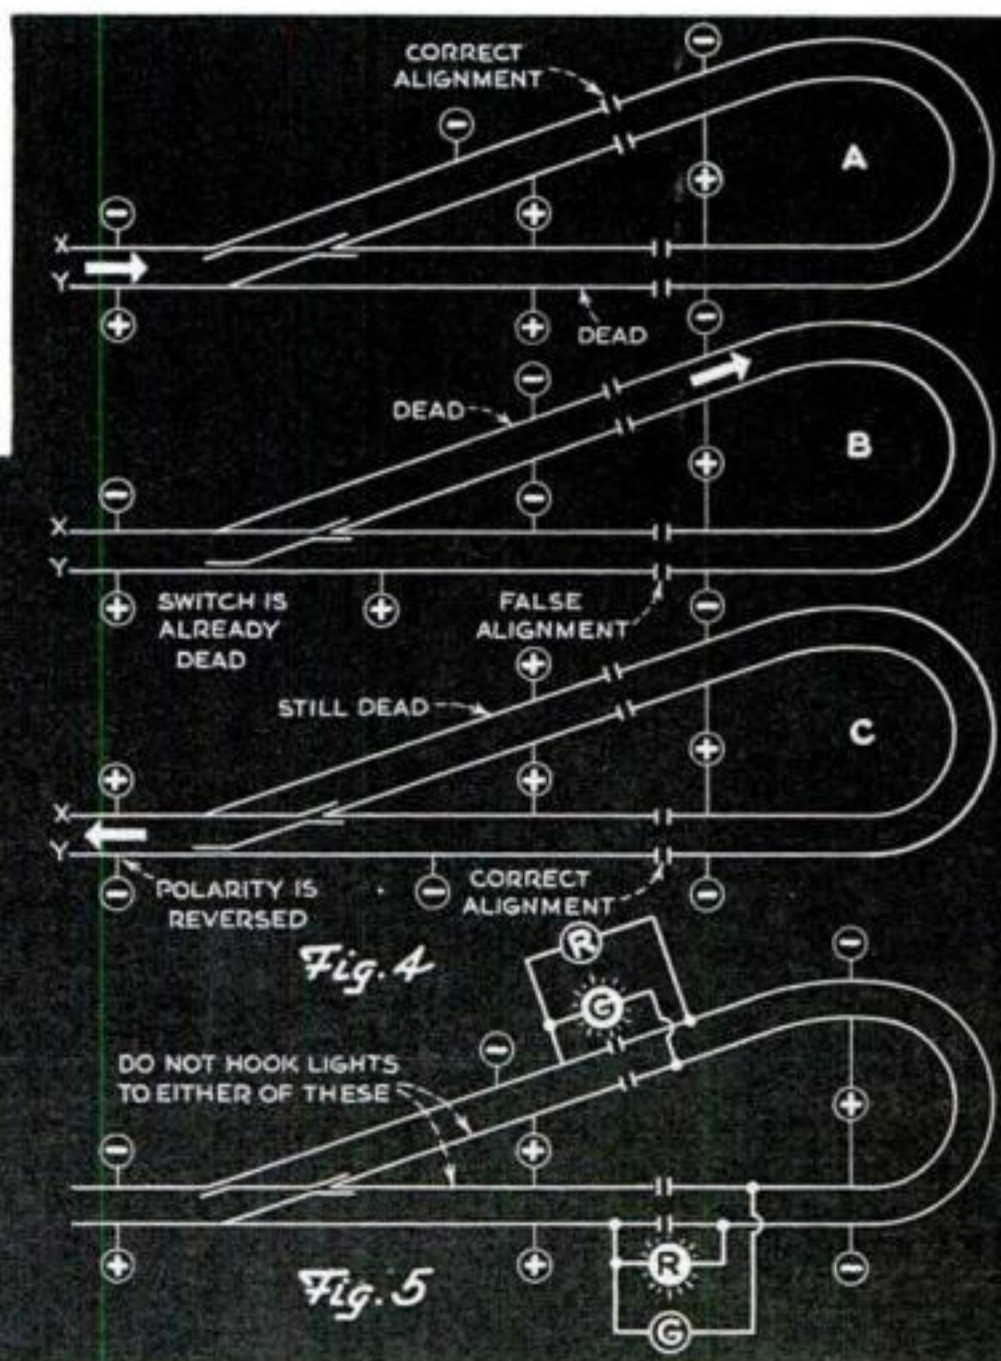 CORRECT
ALIGNMENT
−
−
A
+
−
+
X
Y
+
+
DEAD
−
−
DEAD
B
+
−
−
X
Y
+
SWITCH IS
ALREADY
DEAD
+
FALSE
ALIGNMENT
−
+
STILL DEAD
C
+
+
+
X
Y
−
POLARITY IS
REVERSED
−
CORRECT
ALIGNMENT
−
Fig. 4
R
G
−
−
DO NOT HOOK LIGHTS
TO EITHER OF THESE
+
−
+
+
+
R
−
G
Fig. 5